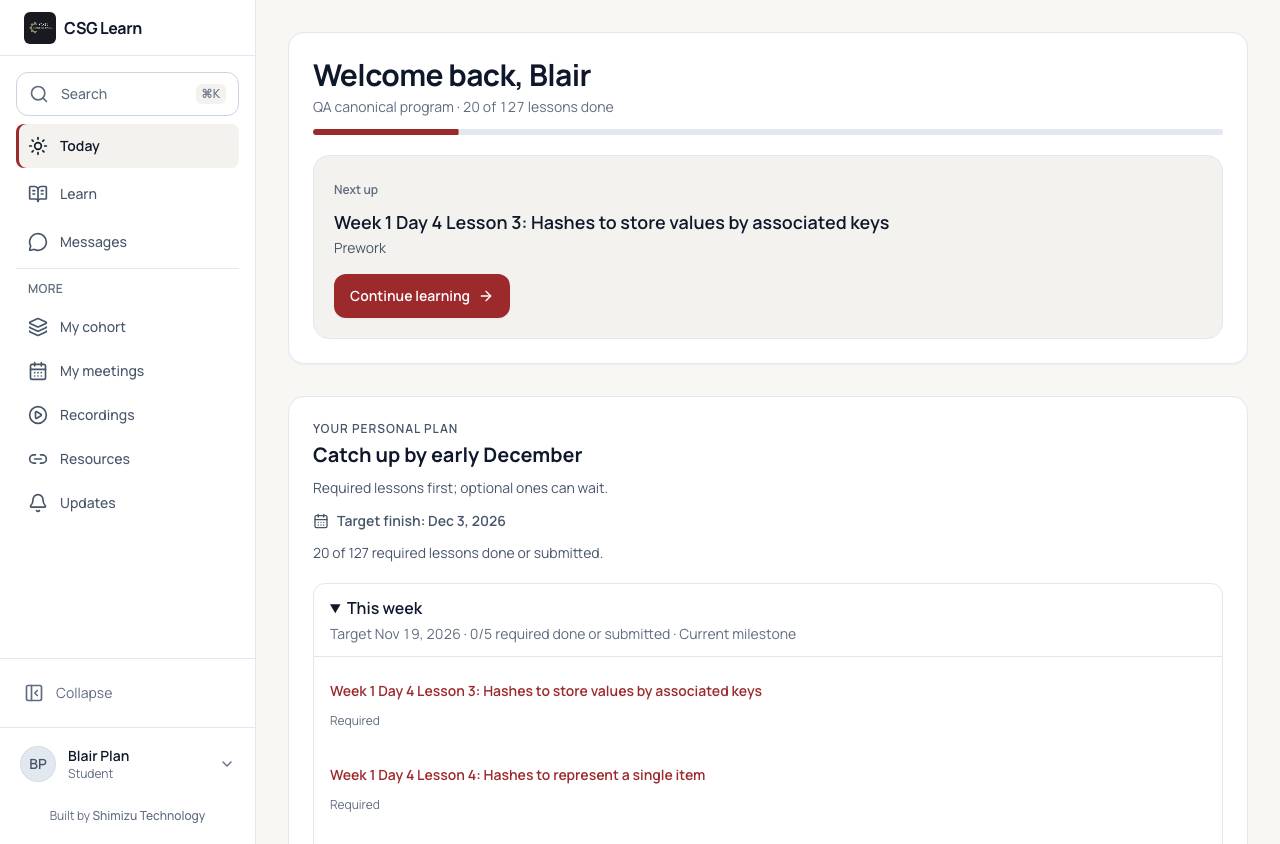 CSG Learn
Search ⌘K
Today
Learn
Messages
MORE
My cohort
My meetings
Recordings
Resources
Updates
Collapse
BP
Blair Plan
Student
Built by Shimizu Technology
Welcome back, Blair
QA canonical program · 20 of 127 lessons done
Next up
Week 1 Day 4 Lesson 3: Hashes to store values by associated keys
Prework
Continue learning
YOUR PERSONAL PLAN
Catch up by early December
Required lessons first; optional ones can wait.
Target finish: Dec 3, 2026
20 of 127 required lessons done or submitted.
This week
Target Nov 19, 2026 · 0/5 required done or submitted · Current milestone
Week 1 Day 4 Lesson 3: Hashes to store values by associated keys
Required
Week 1 Day 4 Lesson 4: Hashes to represent a single item
Required